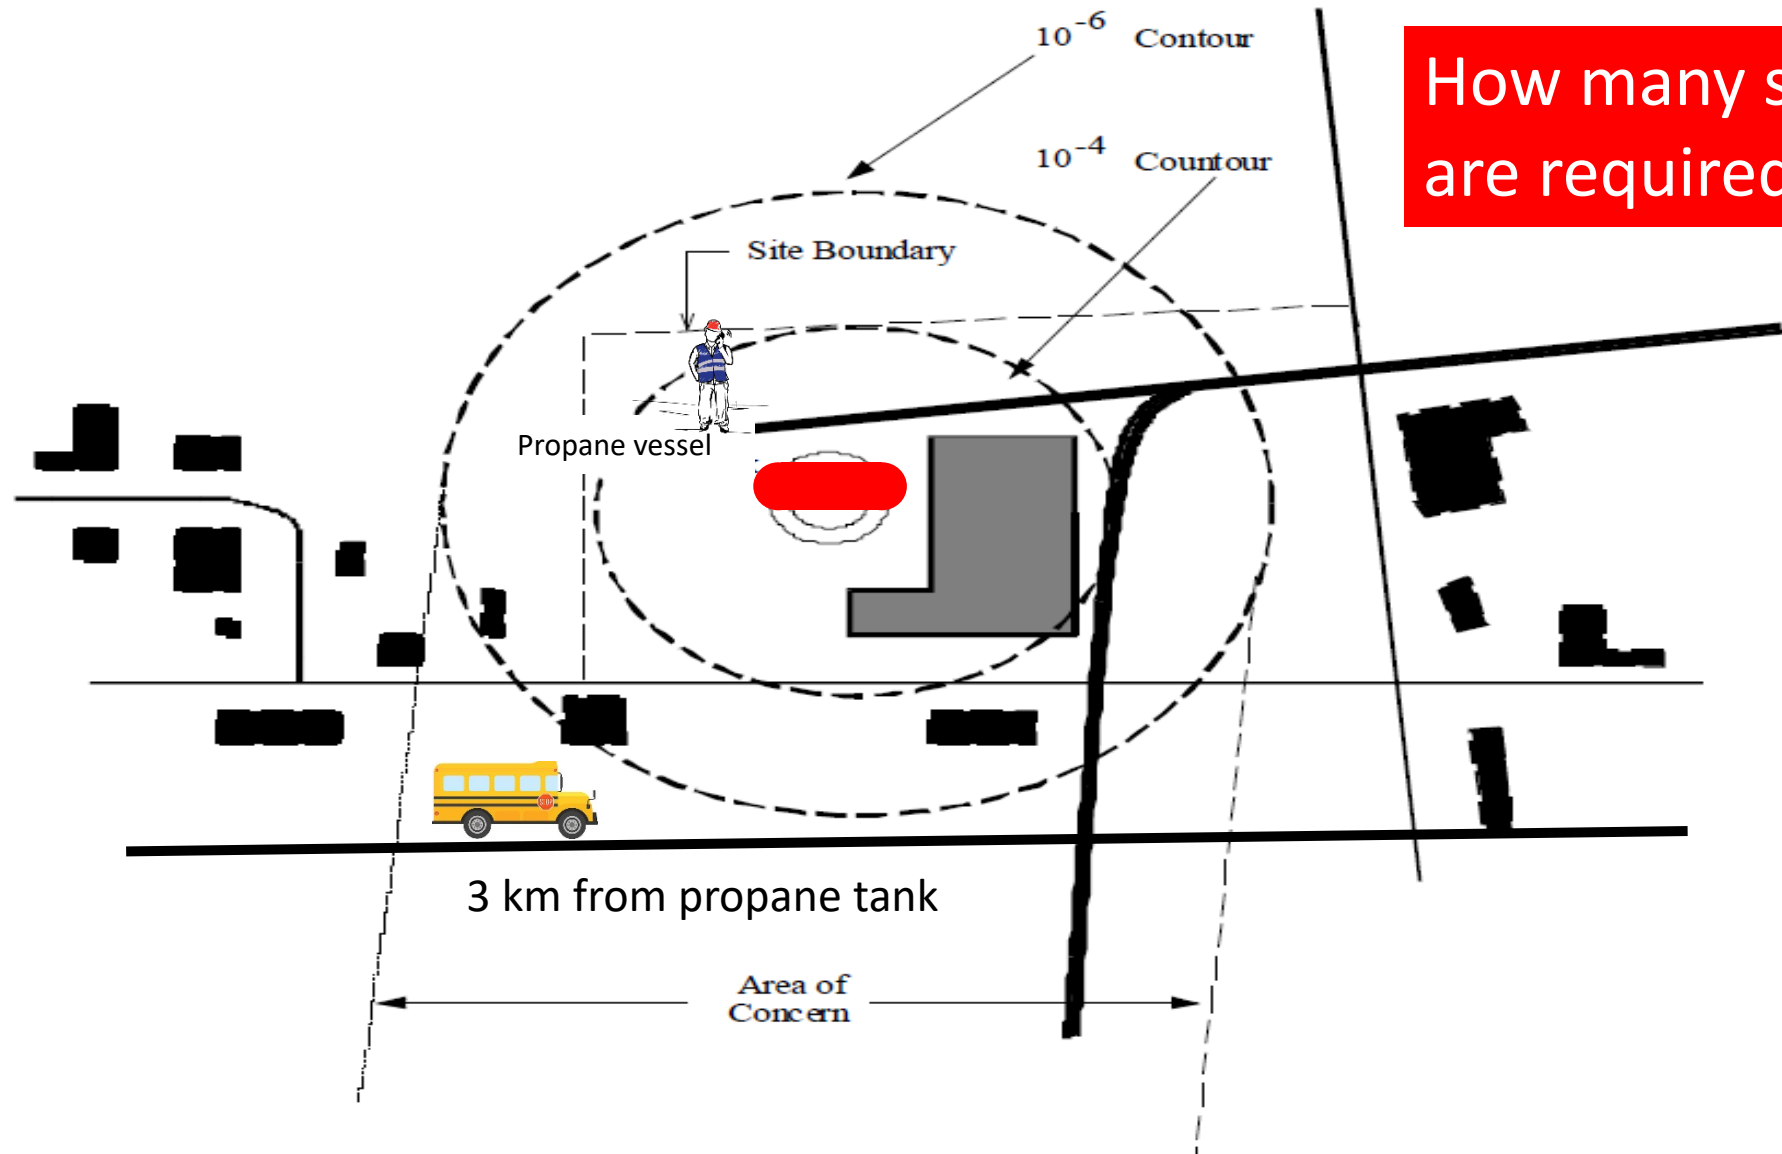 10⁻⁶ Contour
How many
are
10⁻⁴ Countour
Site Boundary
Propane vessel
STOP
3 km from propane tank
Area of
Concern